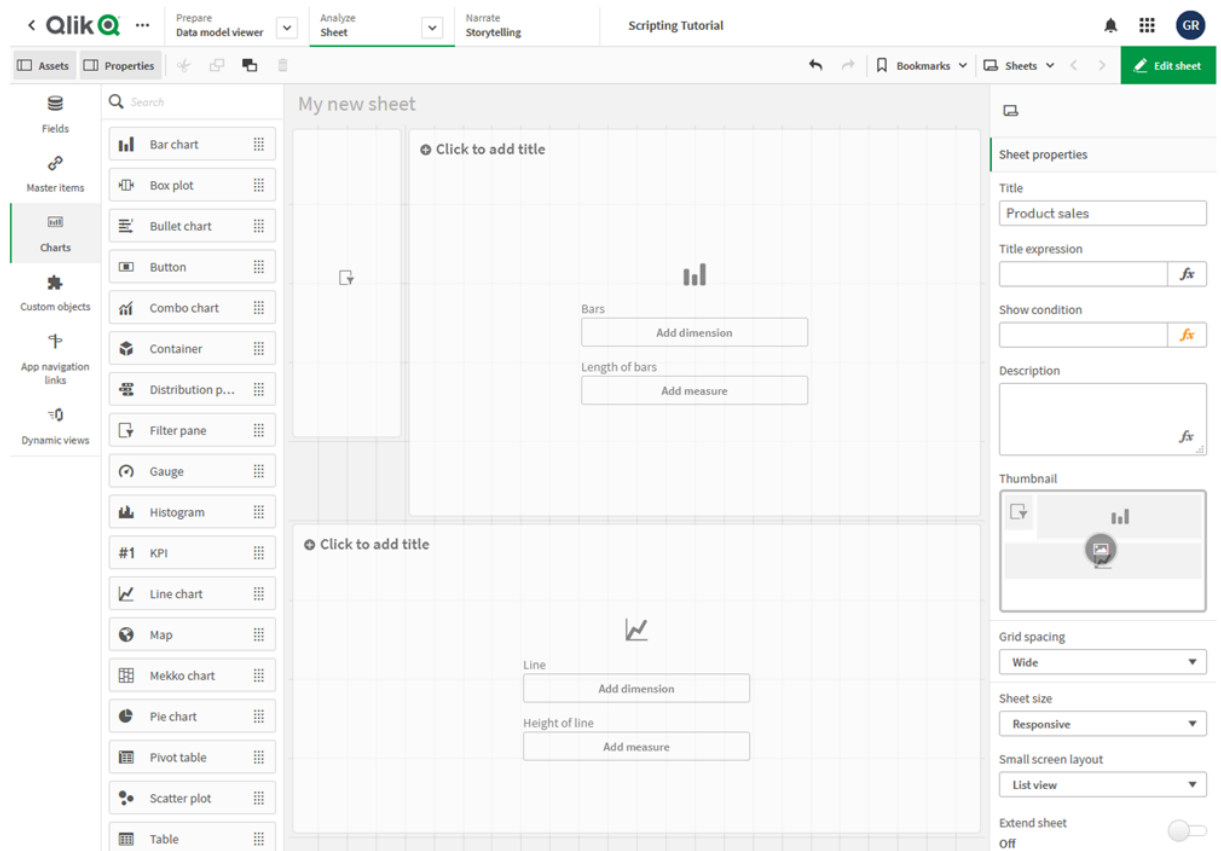 Qlik
Prepare
Data model viewer
Analyze
Sheet
Narrate
Storytelling
Scripting Tutorial
GR
Assets
Properties
Bookmarks
Sheets
Edit sheet
Fields
Master items
Charts
Custom objects
App navigation
links
Dynamic views
Search
Bar chart
Box plot
Bullet chart
Button
Combo chart
Container
Distribution p...
Filter pane
Gauge
Histogram
#1 KPI
Line chart
Map
Mekko chart
Pie chart
Pivot table
Scatter plot
Table
My new sheet
Click to add title
Bars
Add dimension
Length of bars
Add measure
Click to add title
Line
Add dimension
Height of line
Add measure
Sheet properties
Title
Product sales
Title expression
fx
Show condition
fx
Description
fx
Thumbnail
Grid spacing
Wide
Sheet size
Responsive
Small screen layout
List view
Extend sheet
Off